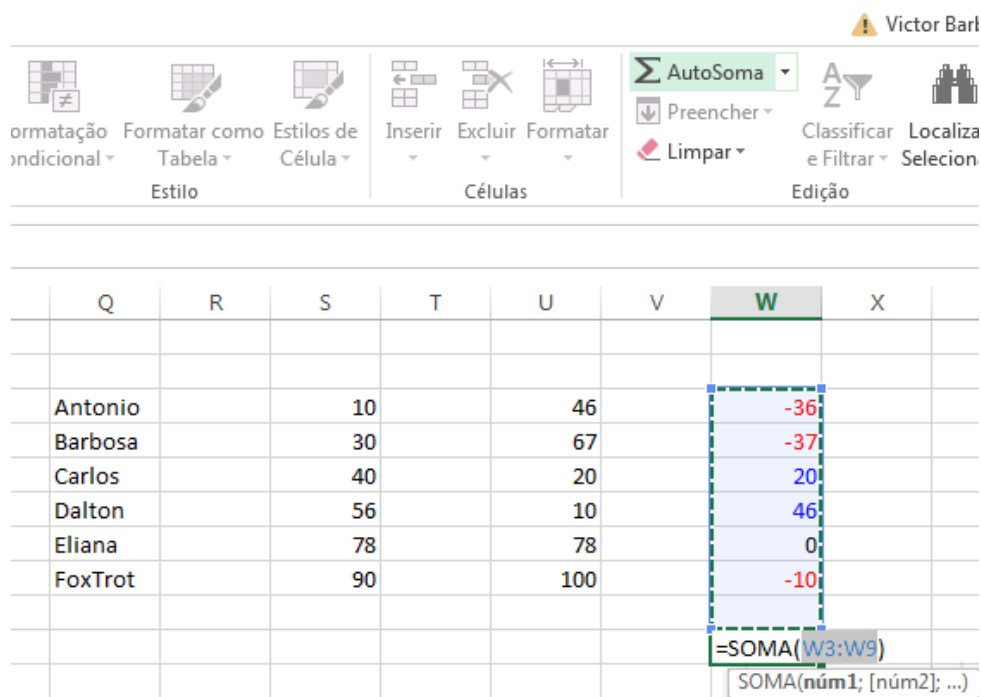 Victor Barl
AutoSoma
Preencher
Limpar
ormatação Formatar como Estilos de Inserir Excluir Formatar Classificar Localiza
ondicional Tabela Célula e Filtrar Selecion
Estilo Células Edição
Q R S T U V W X
Antonio 10 46 -36
Barbosa 30 67 -37
Carlos 40 20 20
Dalton 56 10 46
Eliana 78 78 0
FoxTrot 90 100 -10
=SOMA(W3:W9)
SOMA(núm1; [núm2]; ...)